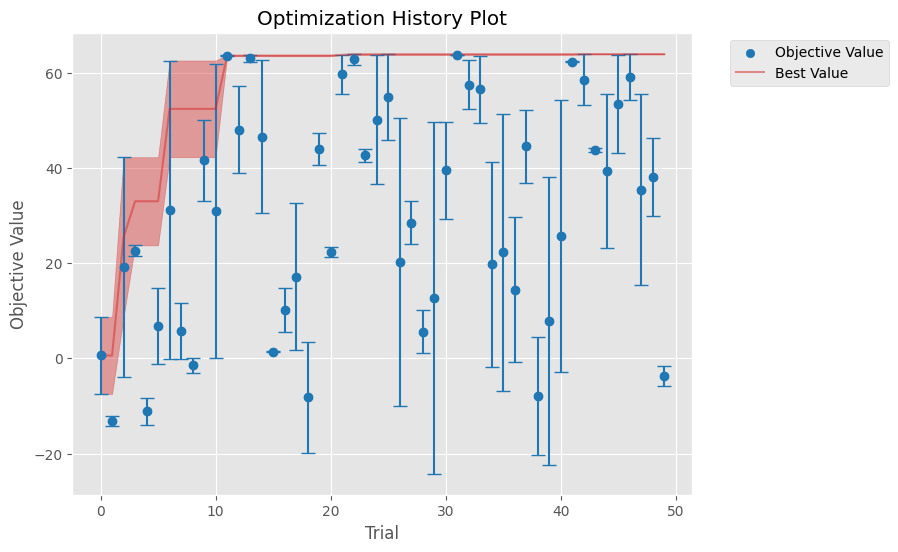 Optimization History Plot
Objective Value
Best Value
Objective Value
60
40
20
0
−20
0 10 20 30 40 50
Trial